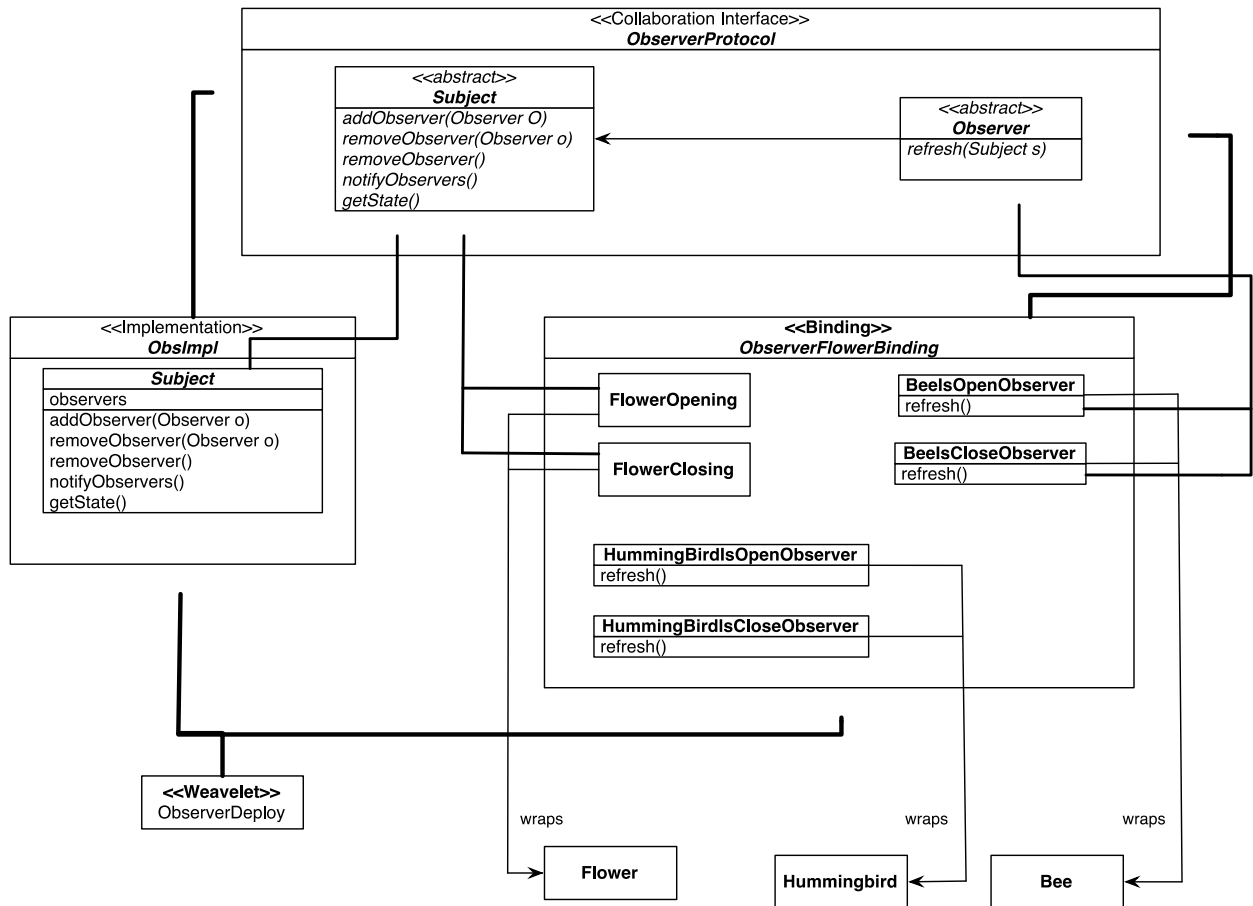 <<Collaboration Interface>>
ObserverProtocol
<<abstract>>
Subject
addObserver(Observer O)
removeObserver(Observer o)
removeObserver()
notifyObservers()
getState()
<<abstract>>
Observer
refresh(Subject s)
<<Implementation>>
ObsImpl
Subject
observers
addObserver(Observer o)
removeObserver(Observer o)
removeObserver()
notifyObservers()
getState()
<<Binding>>
ObserverFlowerBinding
FlowerOpening
FlowerClosing
BeeIsOpenObserver
refresh()
BeeIsCloseObserver
refresh()
HummingBirdIsOpenObserver
refresh()
HummingBirdIsCloseObserver
refresh()
<<Weavelet>>
ObserverDeploy
wraps
wraps
wraps
Flower
Hummingbird
Bee